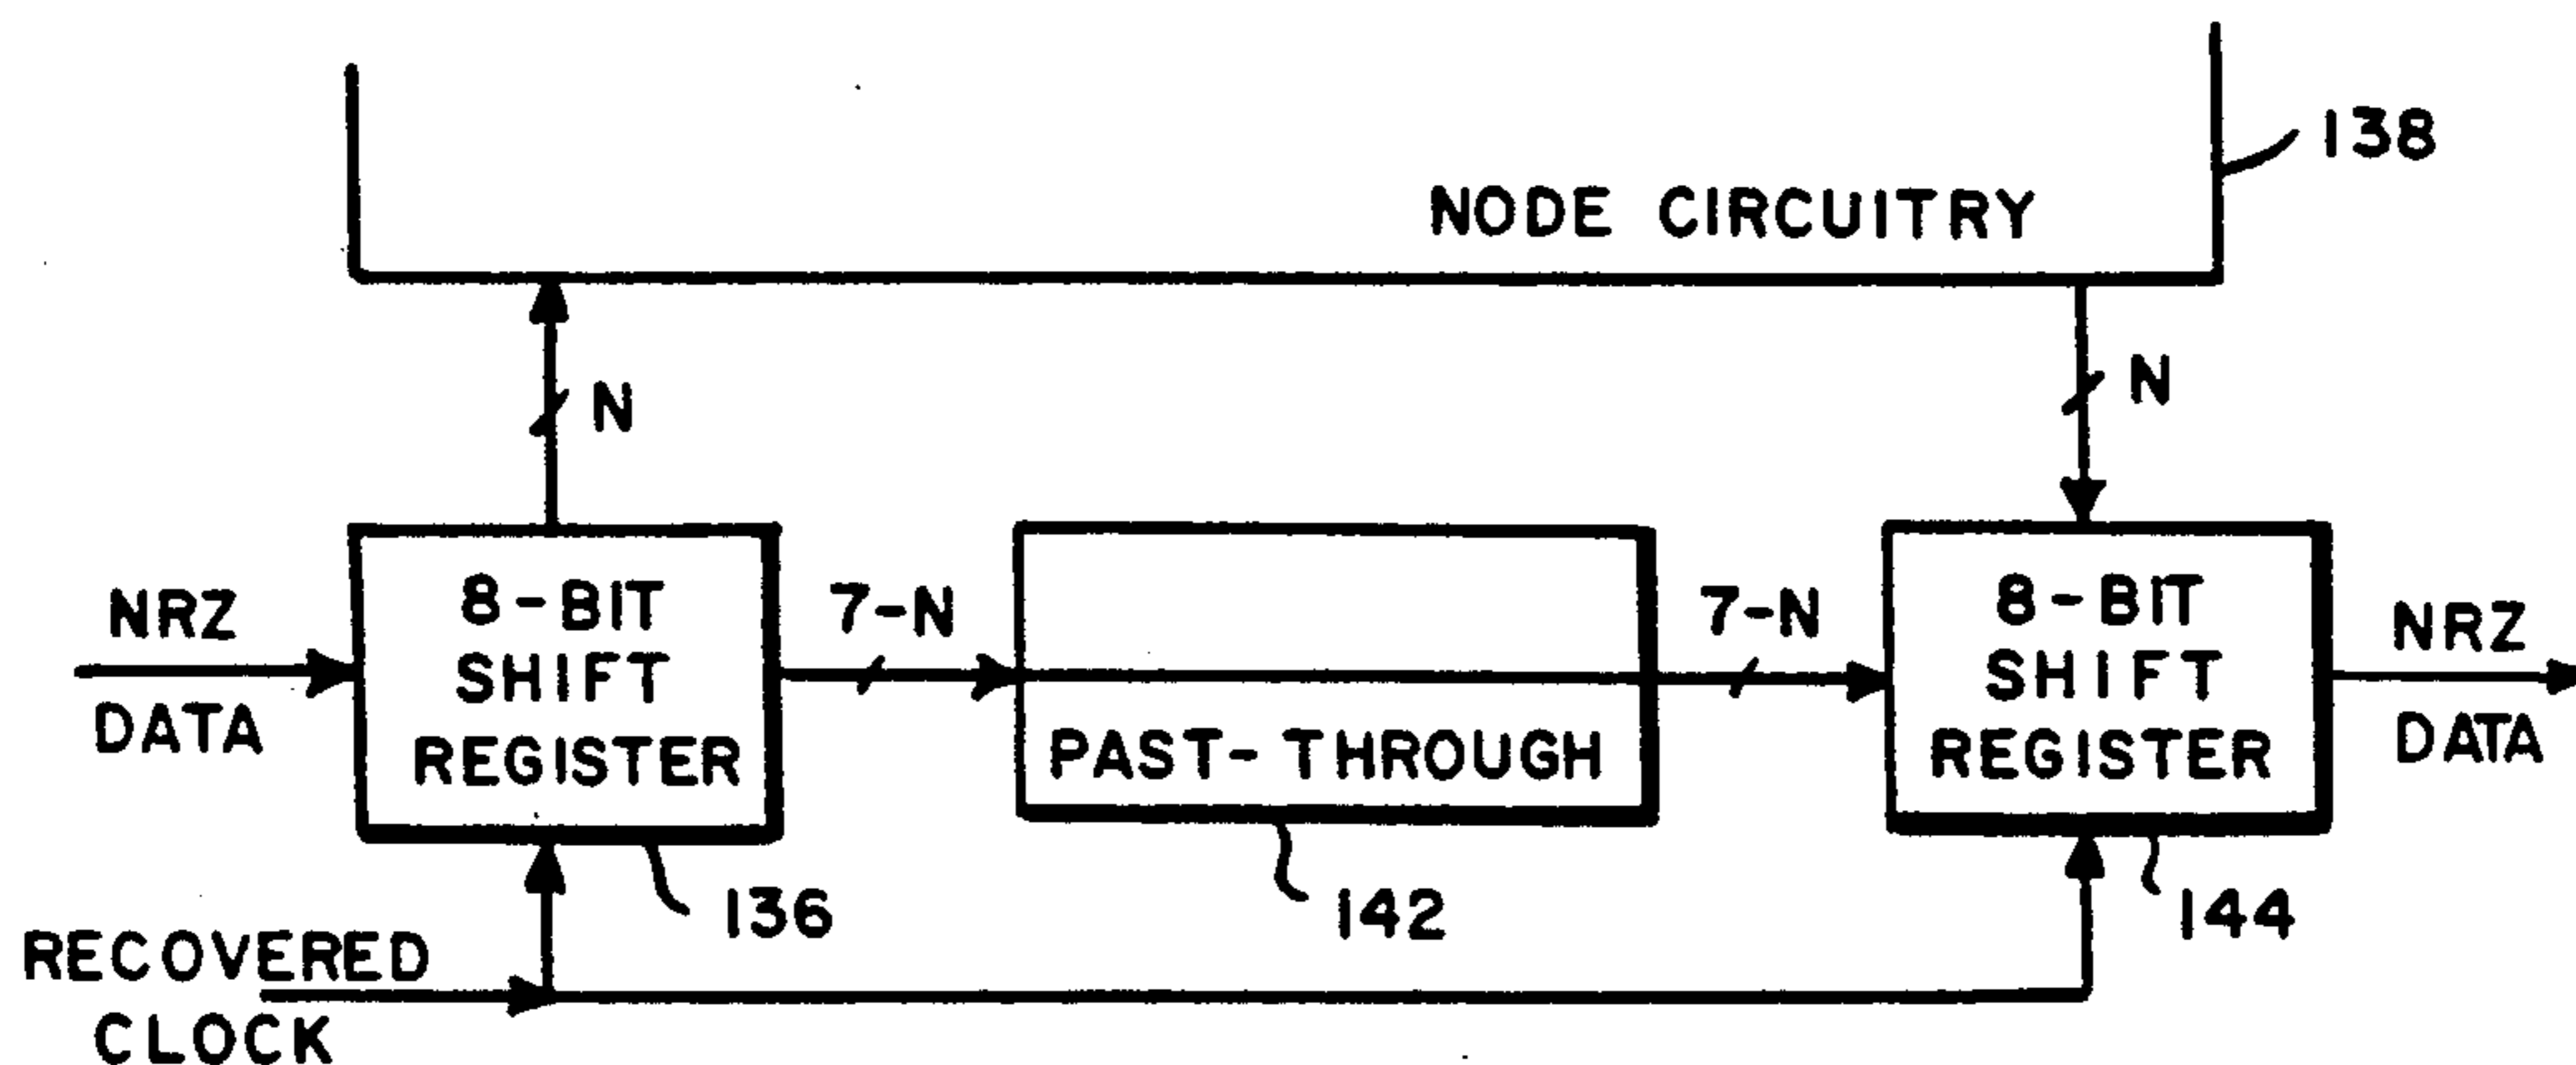 138
NODE CIRCUITRY
N
N
NRZ
DATA
8-BIT
SHIFT
REGISTER
7-N
PAST-THROUGH
7-N
8-BIT
SHIFT
REGISTER
NRZ
DATA
136
142
144
RECOVERED
CLOCK